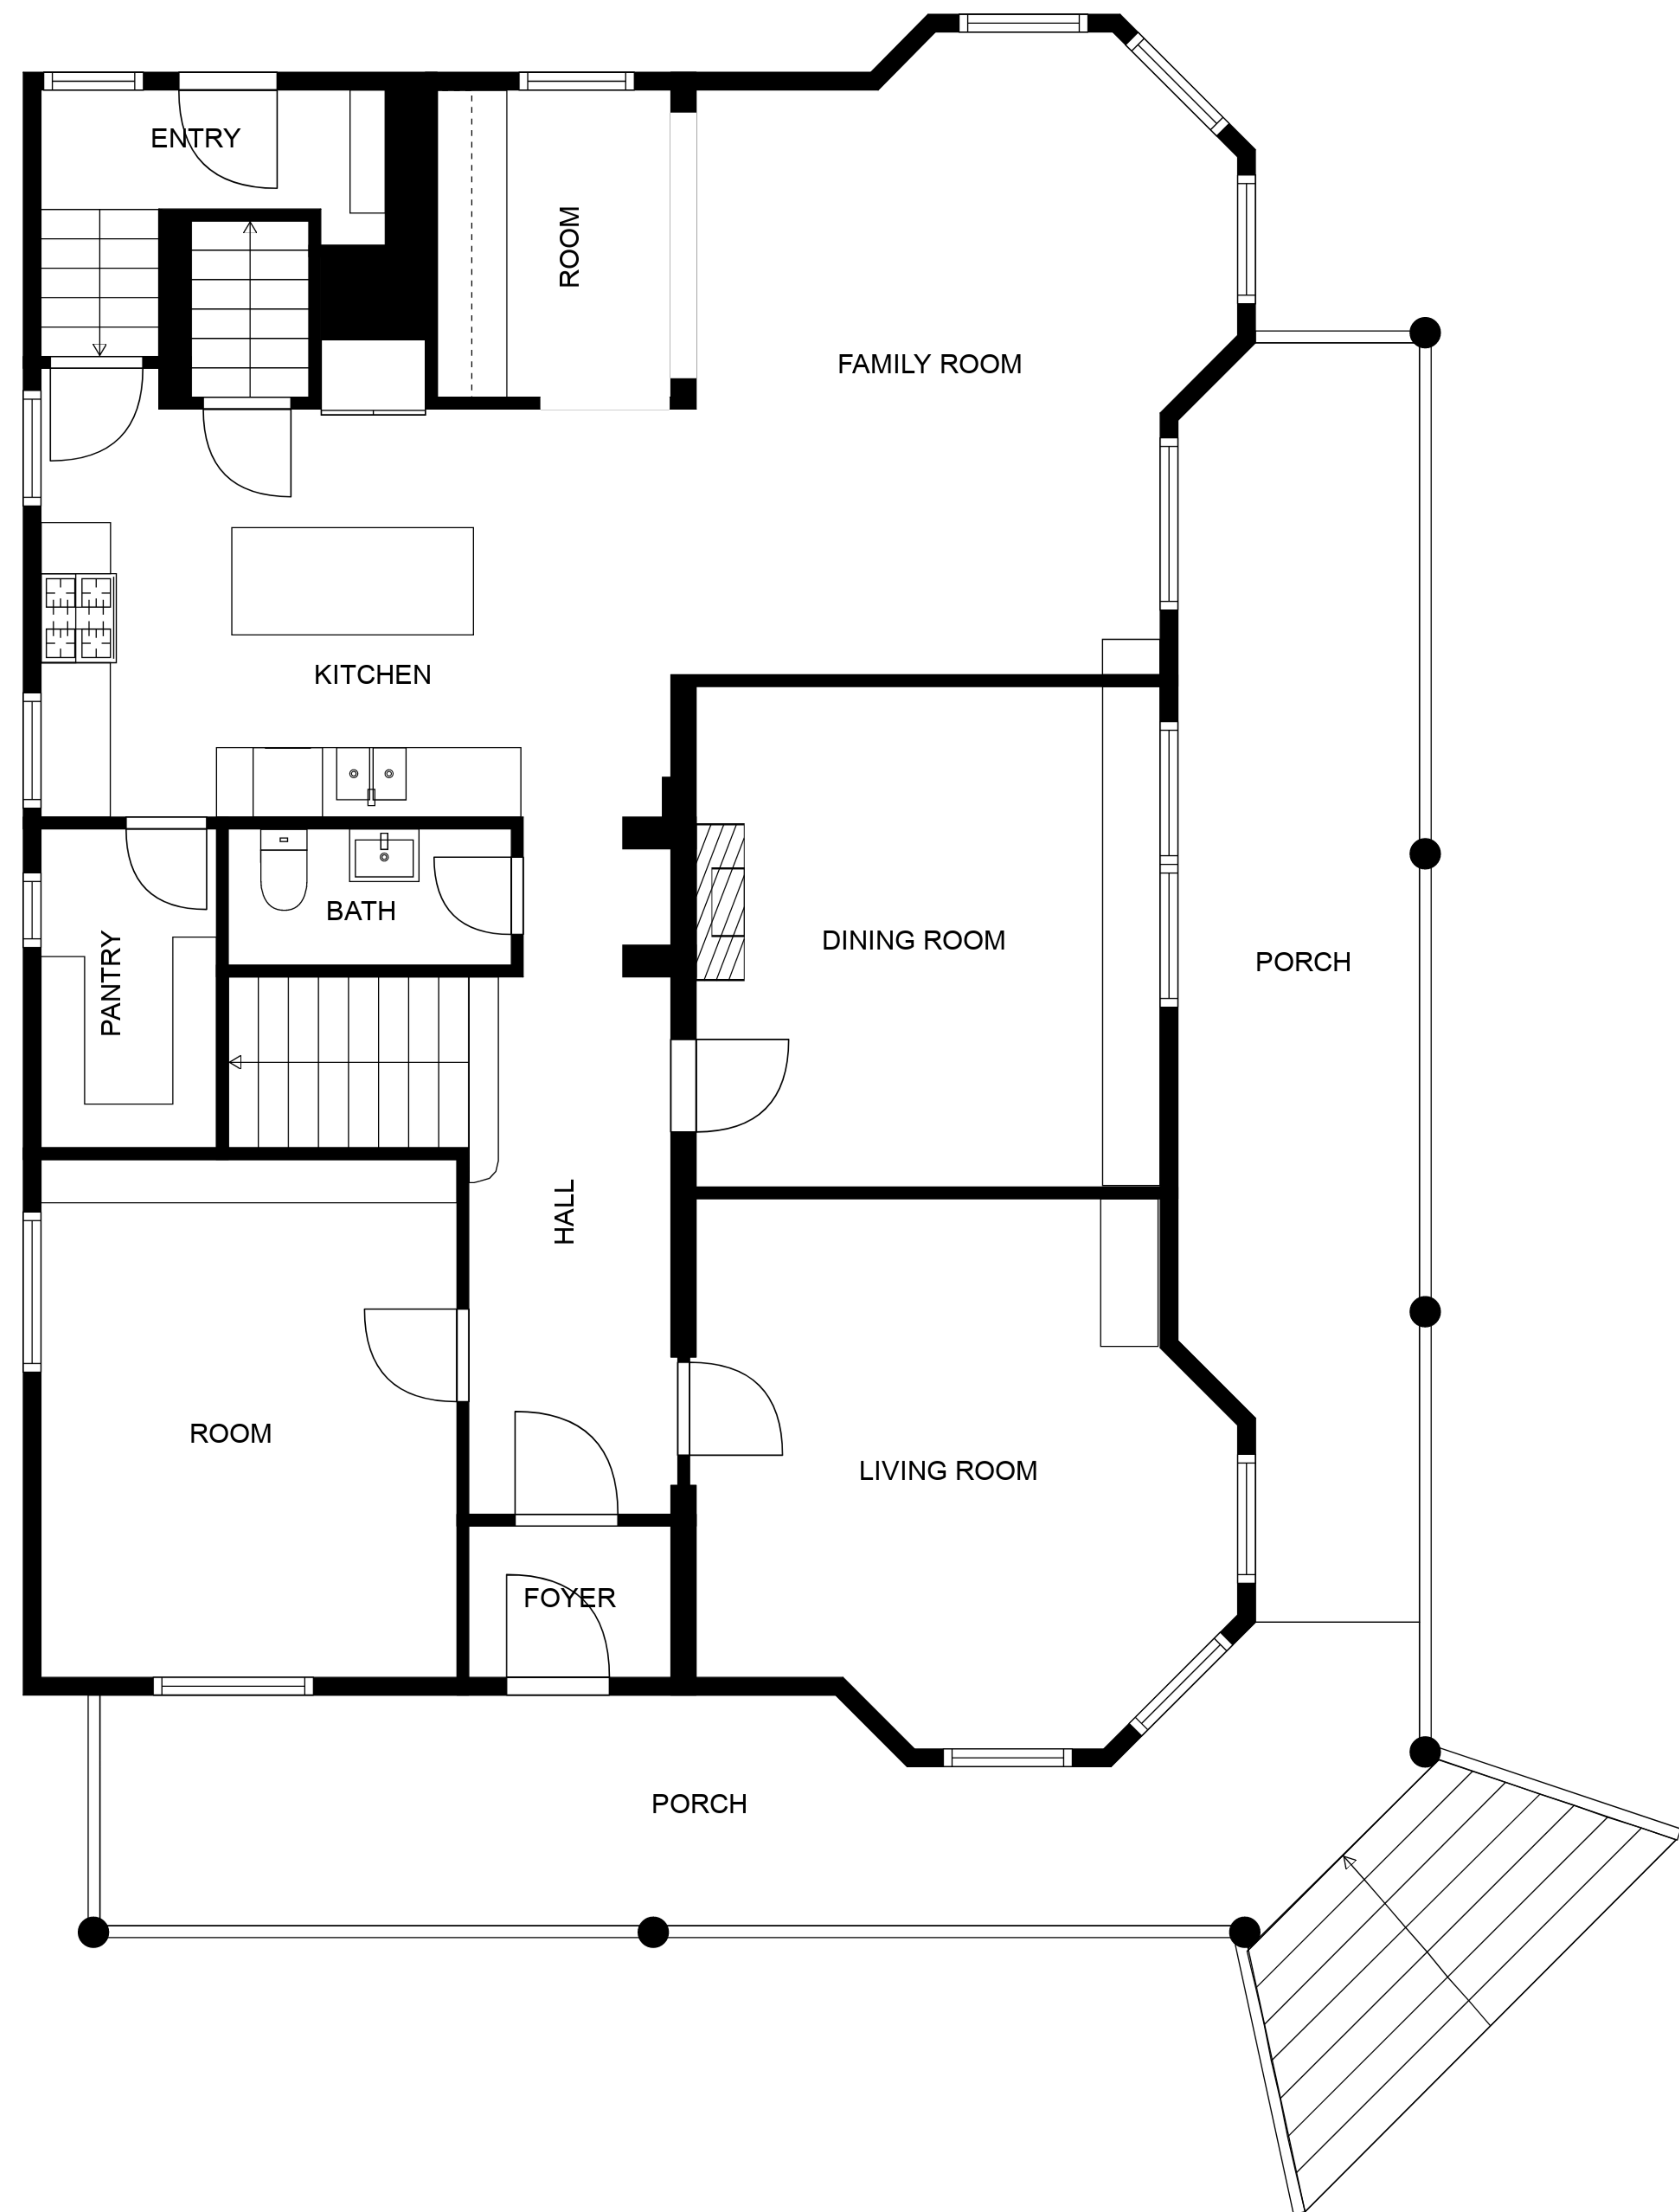 ENTRY
ROOM
FAMILY ROOM
KITCHEN
BATH
PANTRY
DINING ROOM
PORCH
HALL
ROOM
LIVING ROOM
FOYER
PORCH